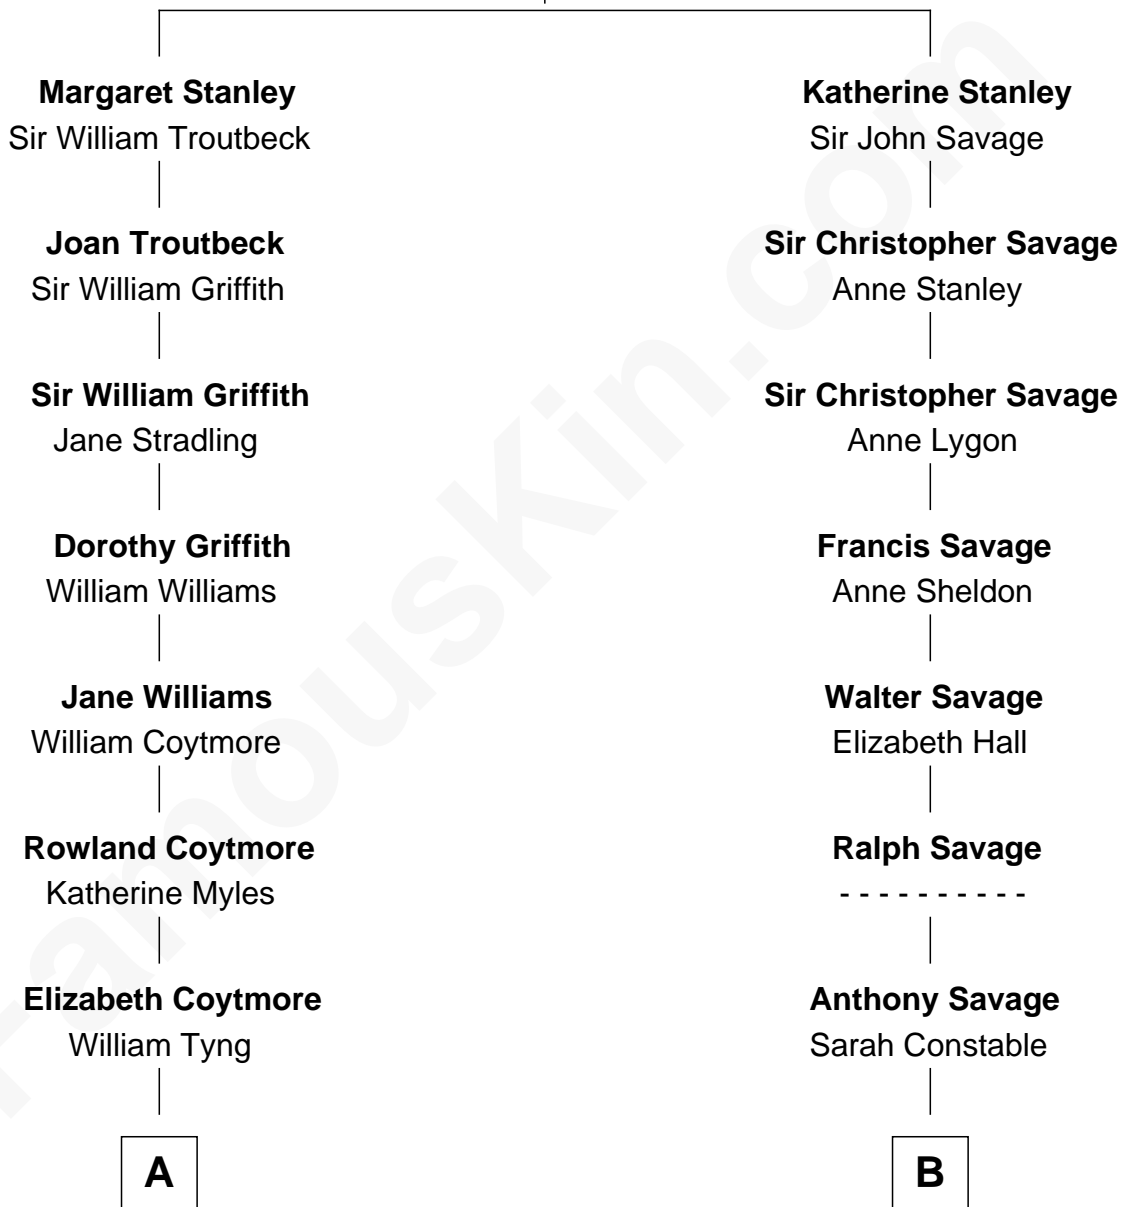 Margaret Stanley
Sir William Troutbeck
Joan Troutbeck
Sir William Griffith
Sir William Griffith
Jane Stradling
Dorothy Griffith
William Williams
Jane Williams
William Coytmore
Rowland Coytmore
Katherine Myles
Elizabeth Coytmore
William Tyng
A
Katherine Stanley
Sir John Savage
Sir Christopher Savage
Anne Stanley
Sir Christopher Savage
Anne Lygon
Francis Savage
Anne Sheldon
Walter Savage
Elizabeth Hall
Ralph Savage
- - - - - - - - - -
Anthony Savage
Sarah Constable
B
FamousKin.com